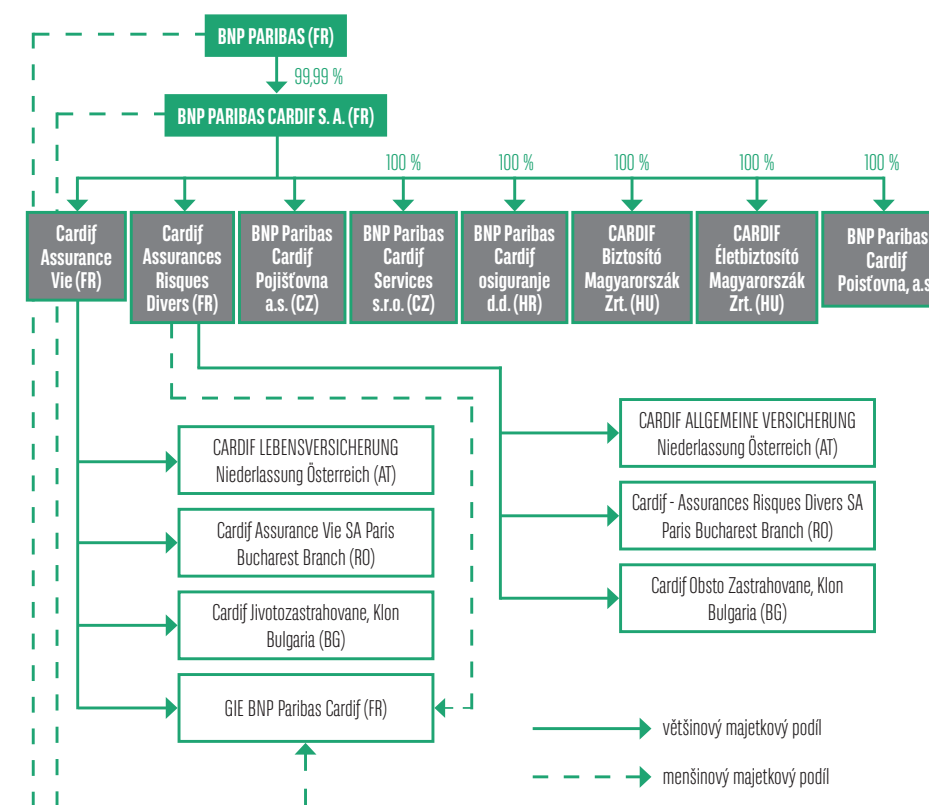 BNP PARIBAS (FR)
99,99 %
BNP PARIBAS CARDIF S. A. (FR)
100 %
100 %
100 %
100 %
100 %
Cardif
Assurance
Vie (FR)
Cardif
Assurances
Risques
Divers (FR)
BNP Paribas
Cardif
Pojišťovna
a.s. (CZ)
BNP Paribas
Cardif
Services
s.r.o. (CZ)
BNP Paribas
Cardif
osiguranje
d.d. (HR)
CARDIF
Biztosító
Magyarorszák
Zrt. (HU)
CARDIF
Életbiztosító
Magyarorszák
Zrt. (HU)
BNP Paribas
Cardif
Poisťovna, a.s
CARDIF LEBENSVERSICHERUNG
Niederlassung Österreich (AT)
Cardif Assurance Vie SA Paris
Bucharest Branch (RO)
Cardif Jivotozastrahovane, Klon
Bulgaria (BG)
GIE BNP Paribas Cardif (FR)
CARDIF ALLGEMEINE VERSICHERUNG
Niederlassung Österreich (AT)
Cardif - Assurances Risques Divers SA
Paris Bucharest Branch (RO)
Cardif Obsto Zastrahovane, Klon
Bulgaria (BG)
většinový majetkový podíl
menšinový majetkový podíl